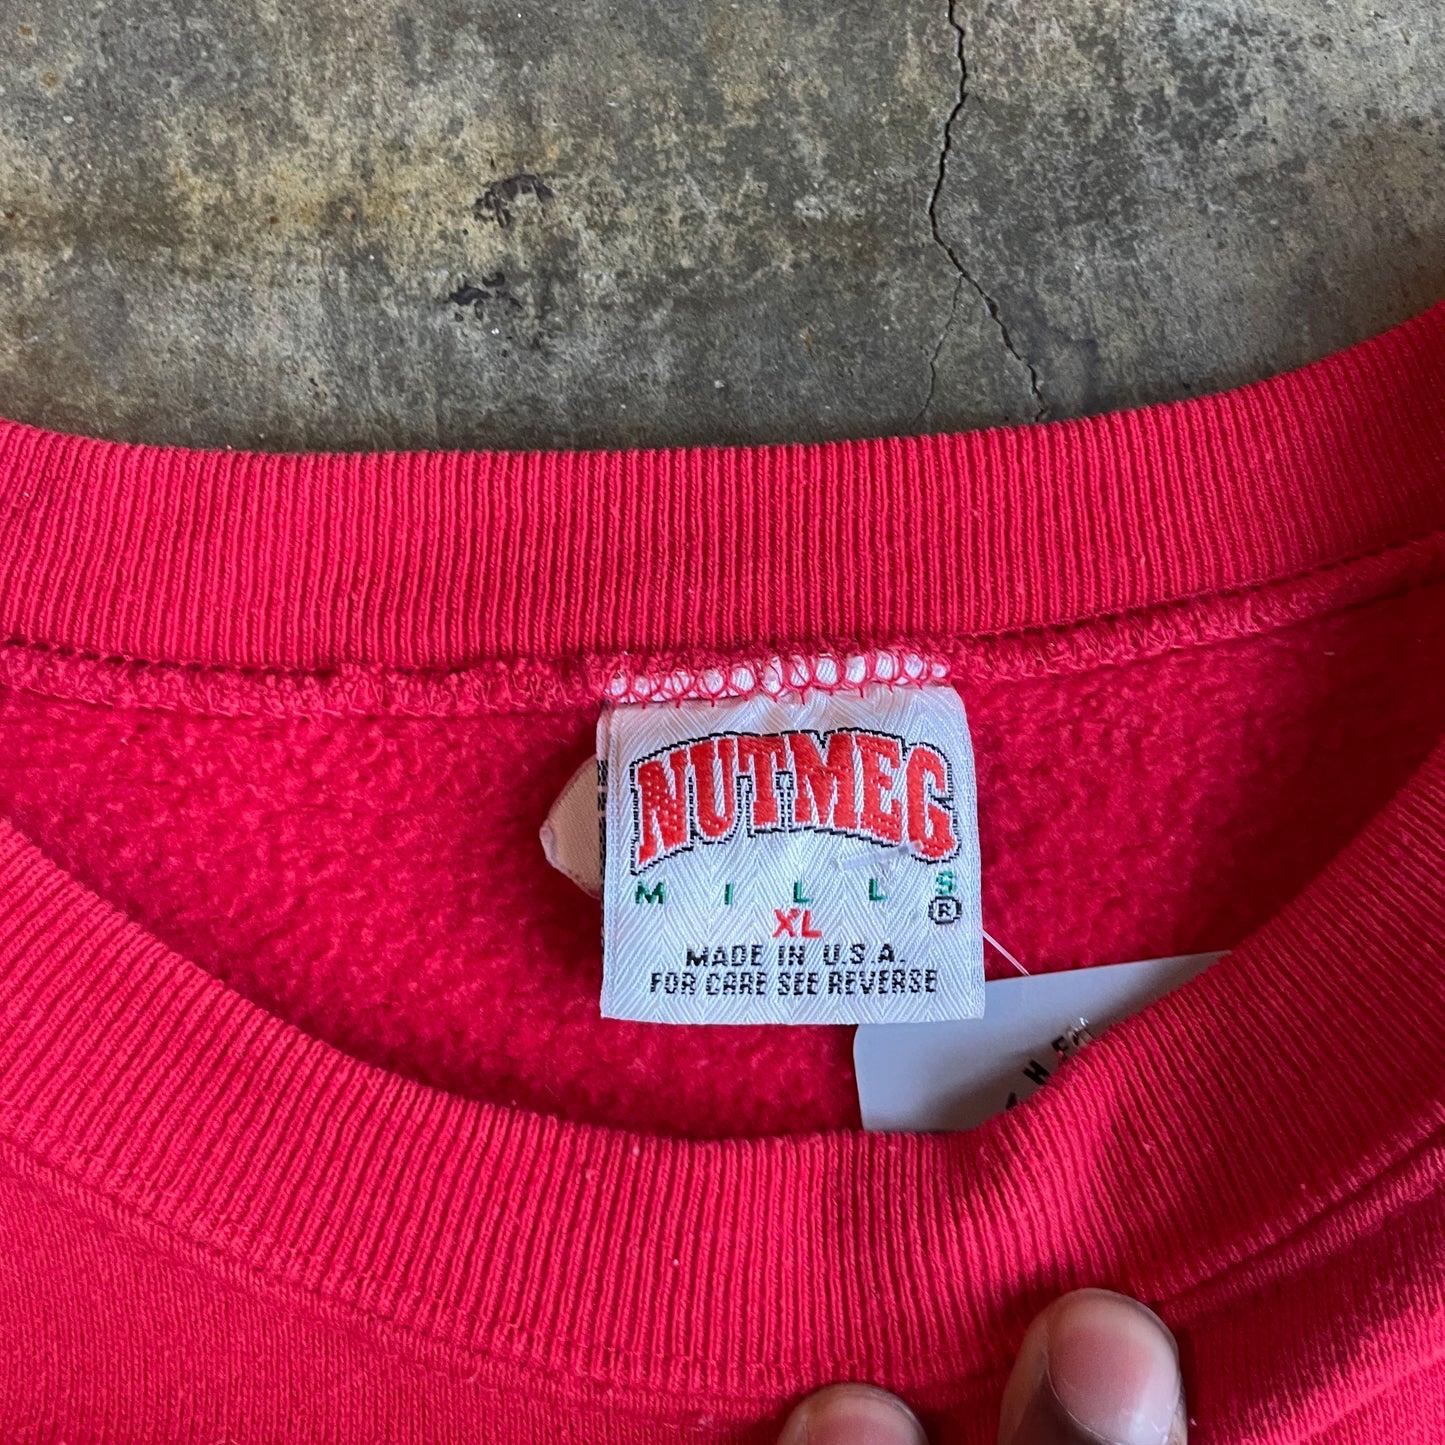 NUTMEG
MILLS
®
XL
MADE IN U.S.A.
FOR CARE SEE REVERSE